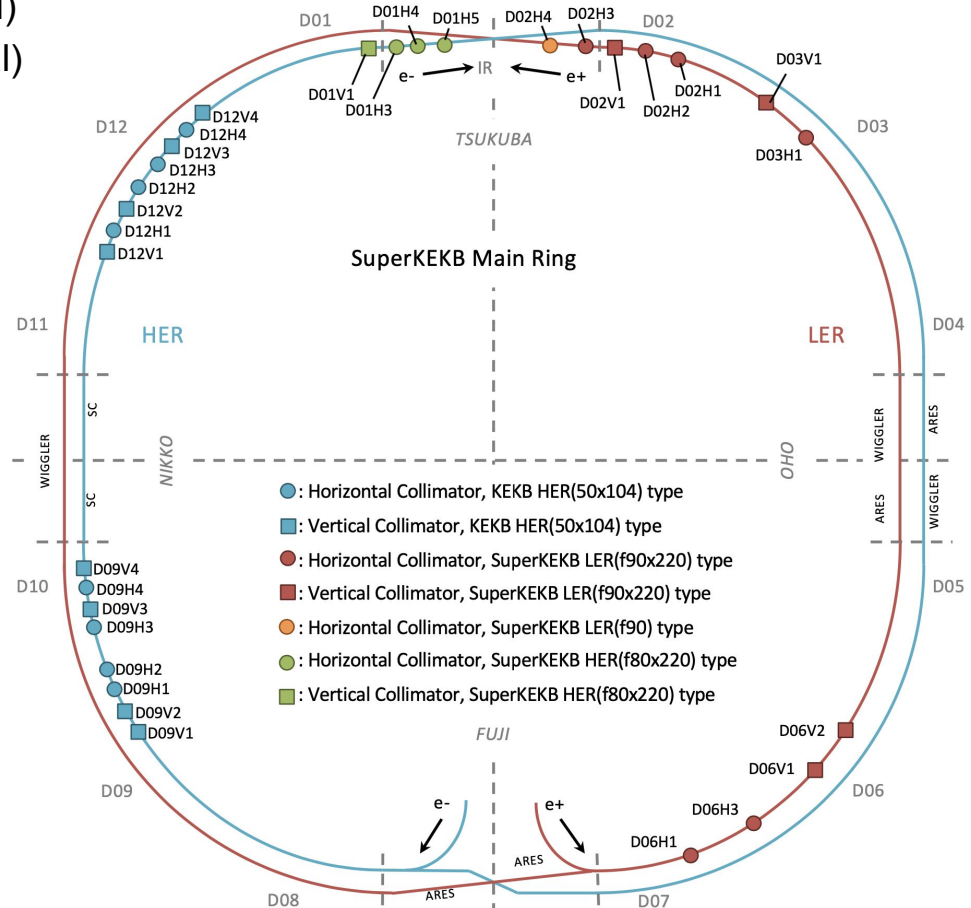 )
l)
D01
D01H4
D01H5
D02H4
D02H3
D02
e-
IR
e+
D01V1
D01H3
D02V1
D02H2
D02H1
D03V1
D03H1
D03
TSUKUBA
D12
D12V4
D12H4
D12V3
D12H3
D12H2
D12V2
D12H1
D12V1
SuperKEKB Main Ring
D11
HER
LER
D04
SC
WIGGLER
SC
NIKKO
OHO
WIGGLER
ARES
ARES
WIGGLER
: Horizontal Collimator, KEKB HER(50x104) type
: Vertical Collimator, KEKB HER(50x104) type
: Horizontal Collimator, SuperKEKB LER(f90x220) type
: Vertical Collimator, SuperKEKB LER(f90x220) type
: Horizontal Collimator, SuperKEKB LER(f90) type
: Horizontal Collimator, SuperKEKB HER(f80x220) type
: Vertical Collimator, SuperKEKB HER(f80x220) type
D10
D09V4
D09H4
D09V3
D09H3
D09H2
D09H1
D09V2
D09V1
D05
FUJI
D06V2
D06V1
D06H3
D06H1
D09
D06
e-
e+
ARES
ARES
D08
D07